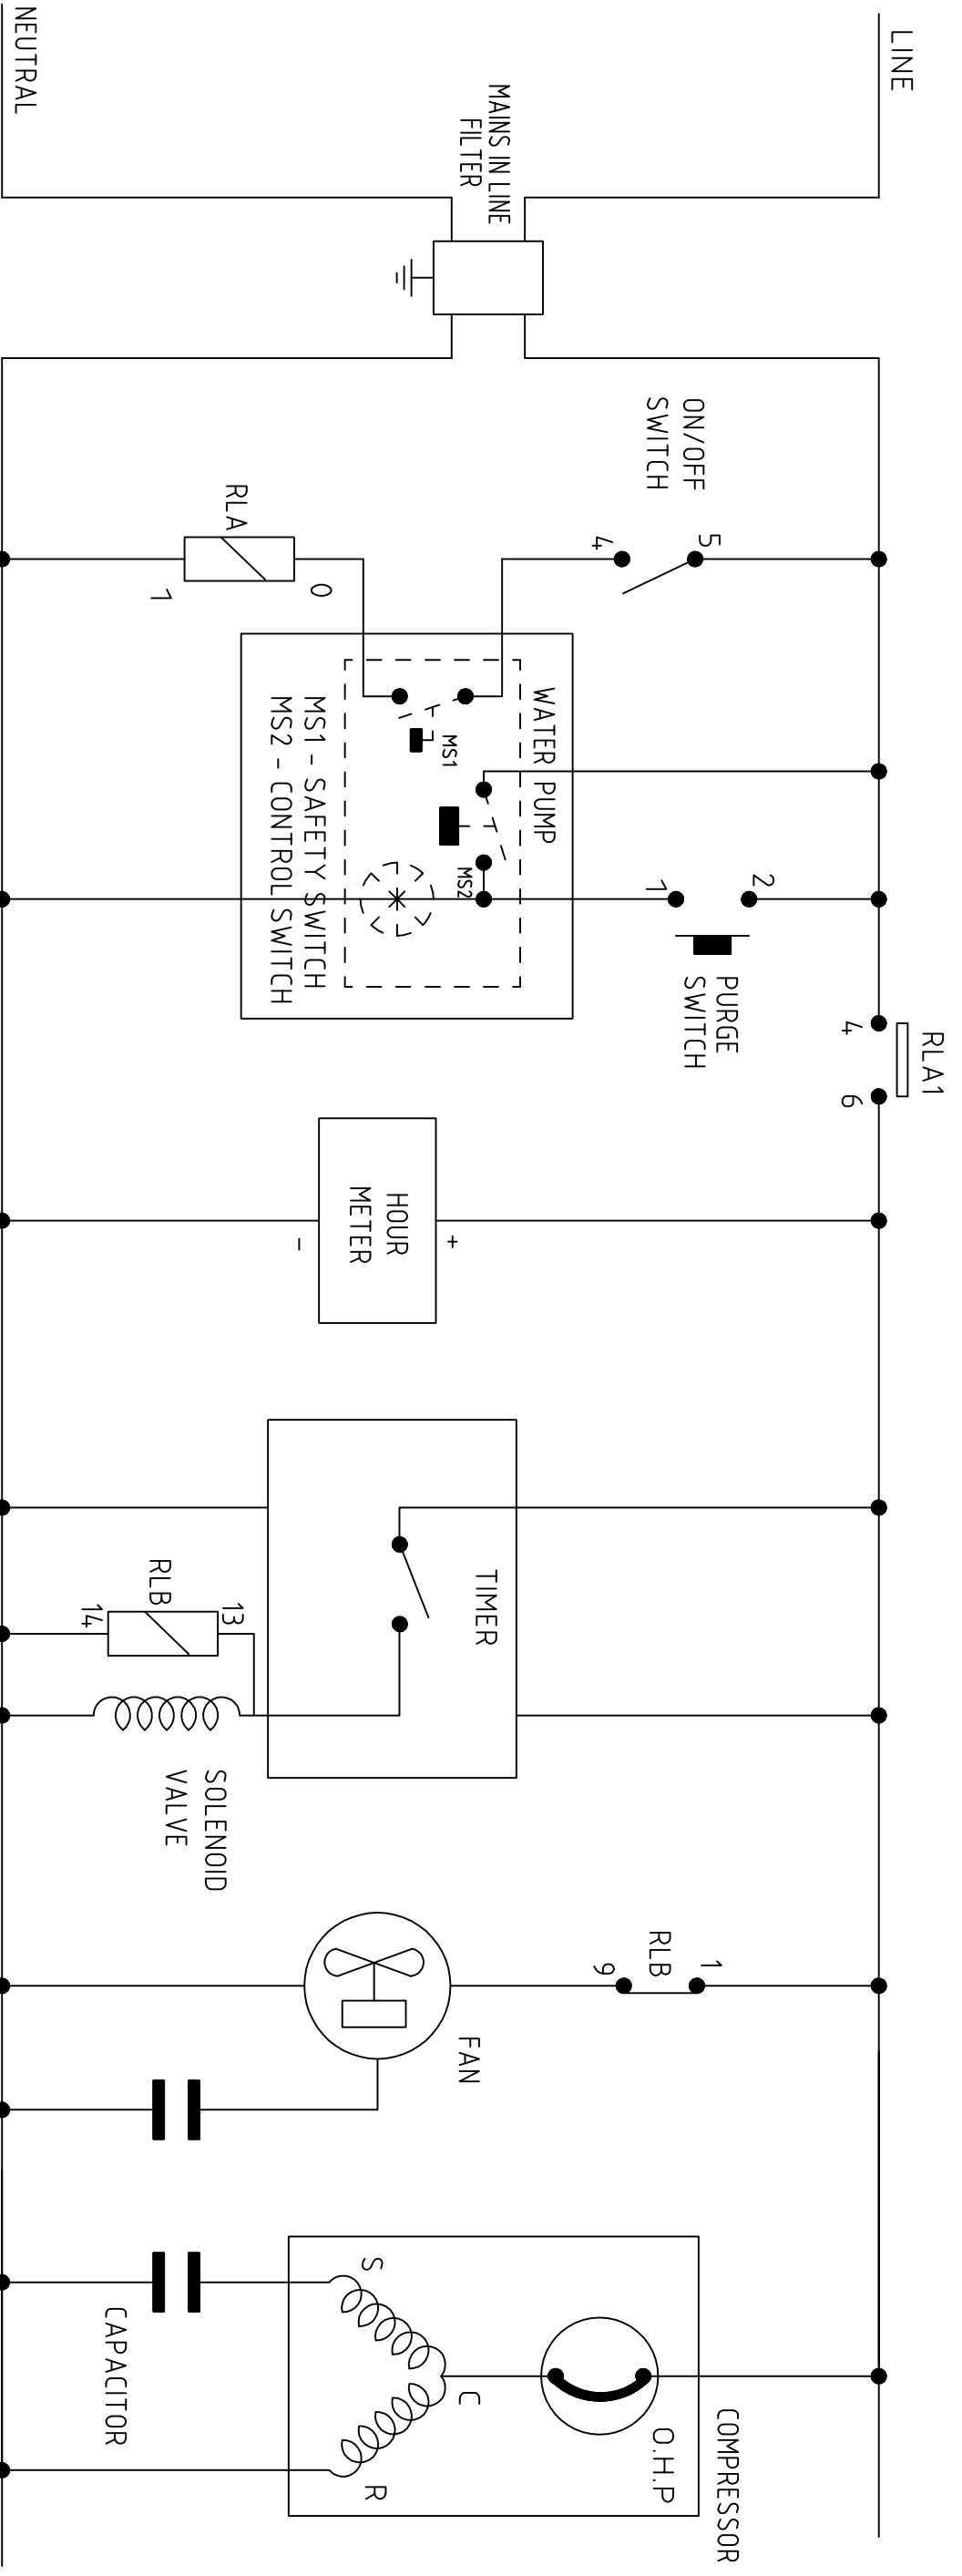 LINE
NEUTRAL
MAINS IN LINE
FILTER
ON/OFF
SWITCH
5
4
RLA
0
1
WATER PUMP
MS1
MS2
MS1 - SAFETY SWITCH
MS2 - CONTROL SWITCH
2
1
PURGE
SWITCH
RLA1
4
6
+
HOUR
METER
-
TIMER
RLB
13
14
SOLENOID
VALVE
1
RLB
9
FAN
COMPRESSOR
O.H.P
C
S
R
CAPACITOR